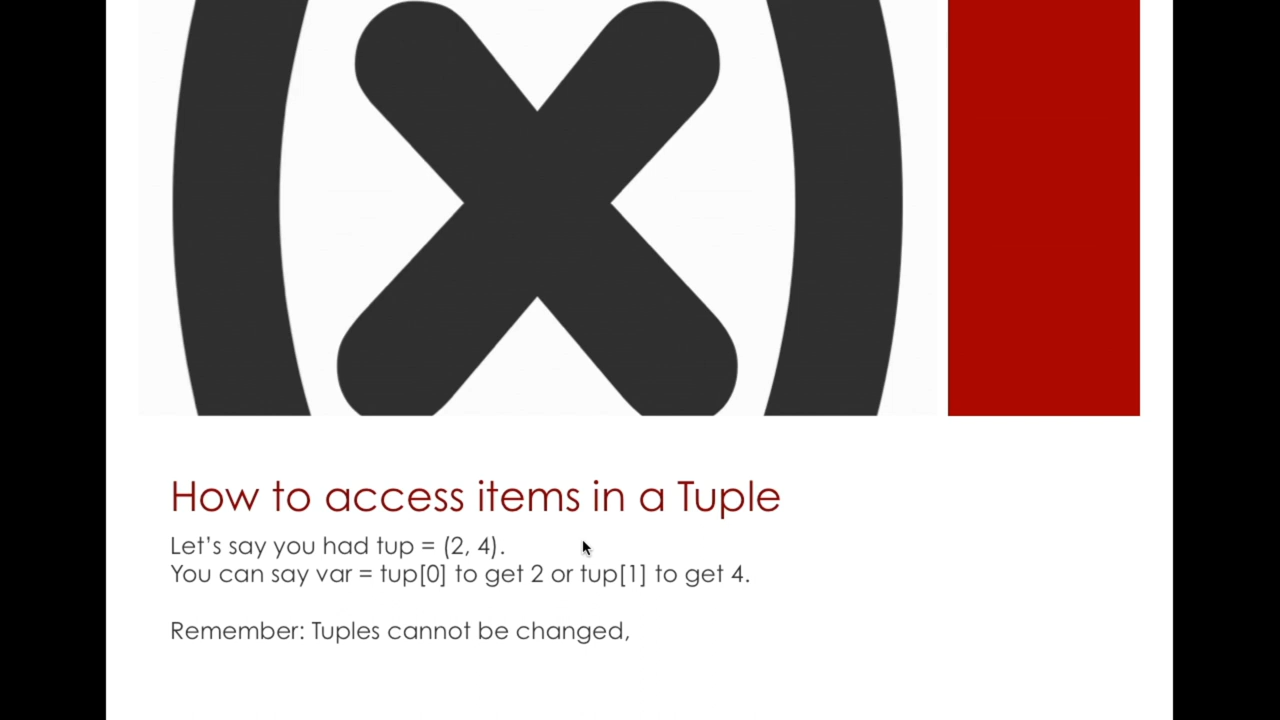 How to access items in a Tuple
Let's say you had tup = (2, 4).
You can say var = tup[0] to get 2 or tup[1] to get 4.
Remember: Tuples cannot be changed,